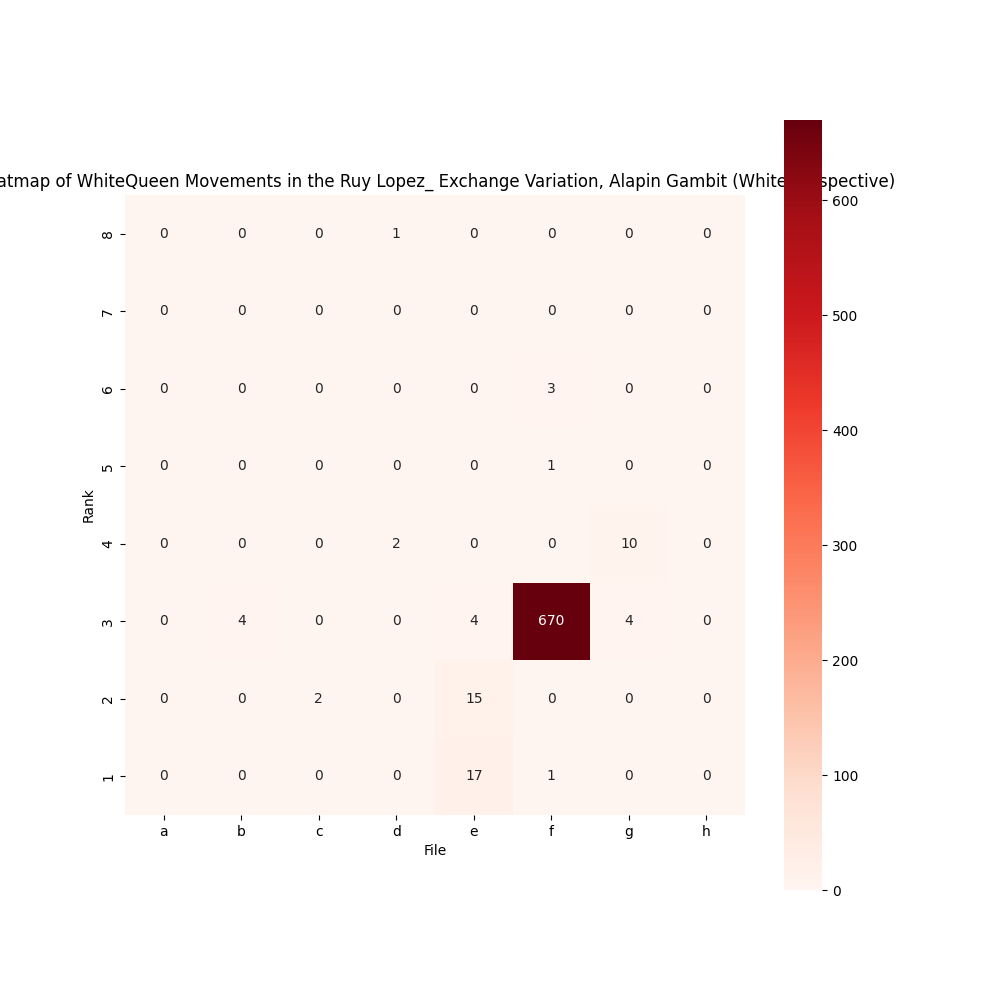 atmap of WhiteQueen Movements in the Ruy Lopez_ Exchange Variation, Alapin Gambit (White spective)
8 0 0 0 1 0 0 0 0
7 0 0 0 0 0 0 0 0
6 0 0 0 0 0 3 0 0
5 0 0 0 0 0 1 0 0
4 0 0 0 2 0 0 10 0
3 0 4 0 0 4 670 4 0
2 0 0 2 0 15 0 0 0
1 0 0 0 0 17 1 0 0
a b c d e f g h
File
Rank
600
500
400
300
200
100
0